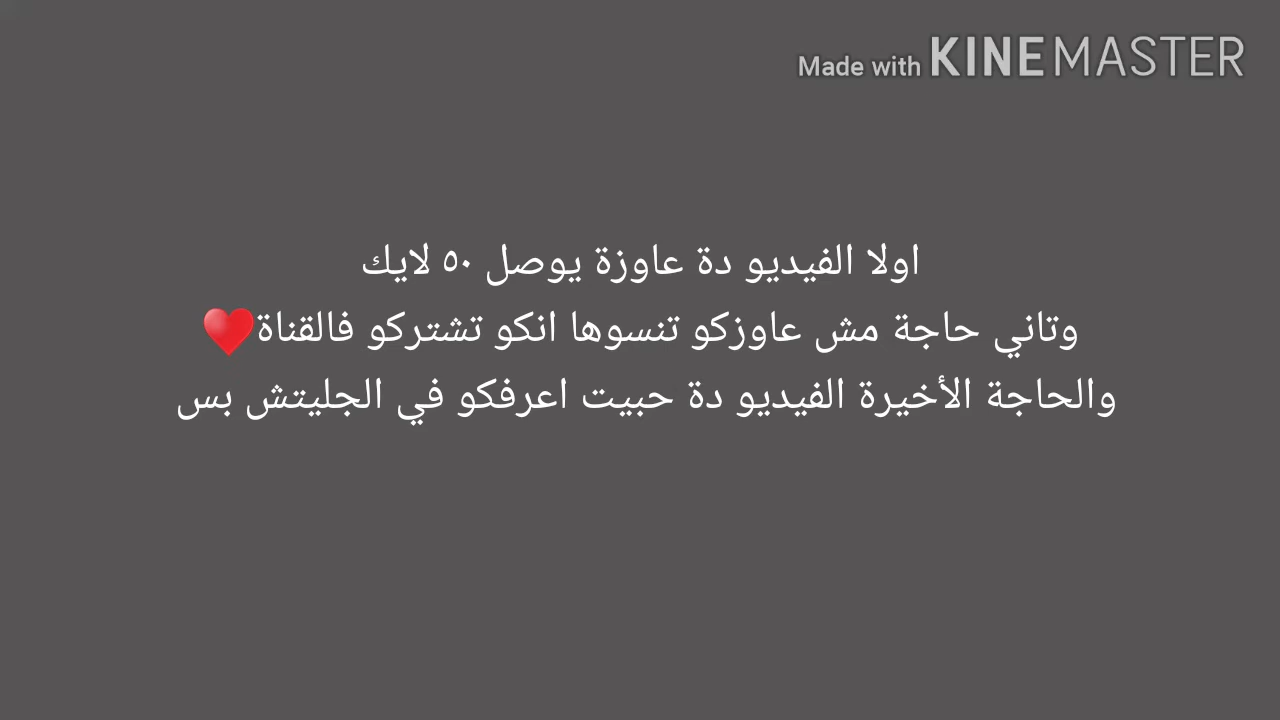 Made with KINEMASTER
اولا الفيديو دة عاوزة يوصل ٥٠ لايك
وتاني حاجة مش عاوزكو تنسوها انكو تشتركو فالقناة♥
والحاجة الأخيرة الفيديو دة حبيت اعرفكو في الجليتش بس